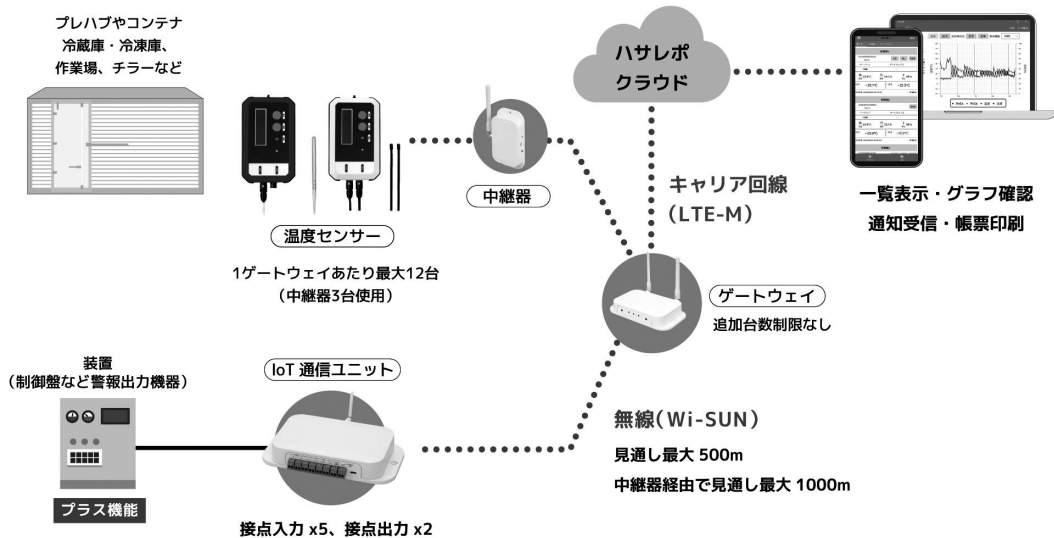 プレハブやコンテナ
冷蔵庫・冷凍庫、
作業場、チラーなど
温度センサー
1ゲートウェイあたり最大12台
（中継器3台使用）
中継器
ハサレポ
クラウド
キャリア回線
（LTE-M）
一覧表示・グラフ確認
通知受信・帳票印刷
ゲートウェイ
追加台数制限なし
装置
（制御盤など警報出力機器）
プラス機能
IoT 通信ユニット
接点入力 x5、接点出力 x2
無線（Wi-SUN）
見通し最大 500m
中継器経由で見通し最大 1000m